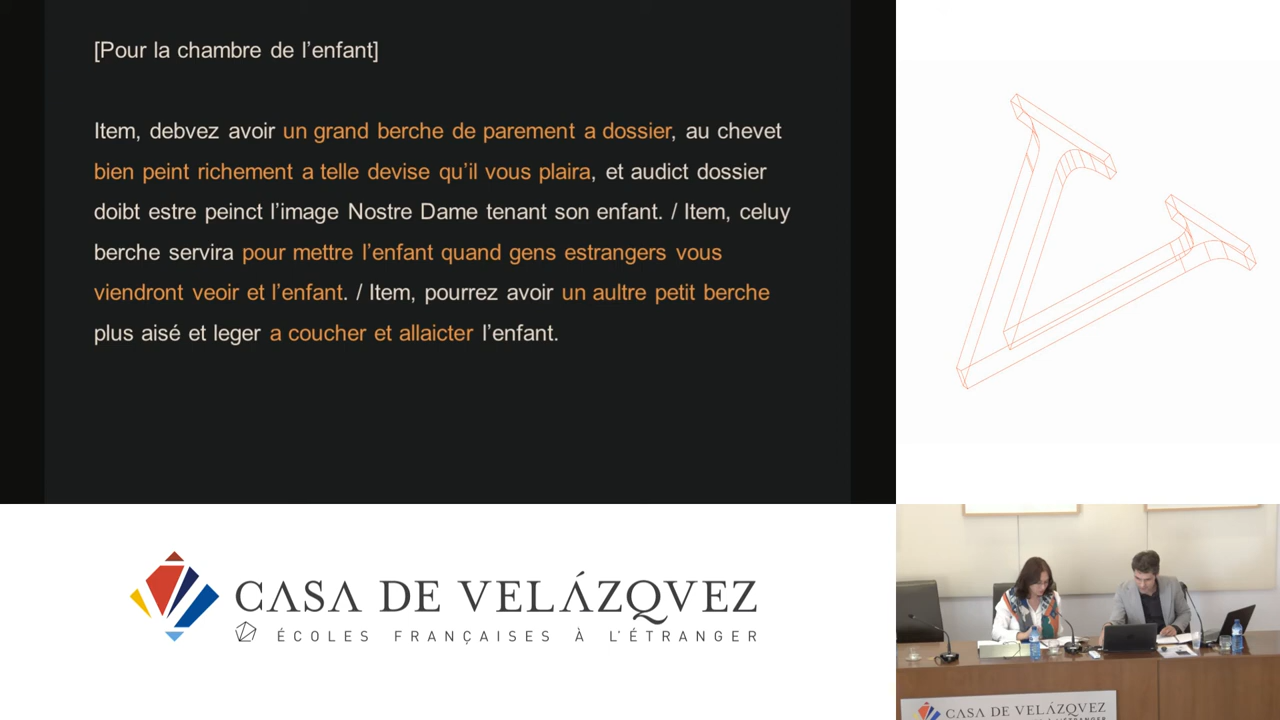 [Pour la chambre de l’enfant]
Item, debvez avoir un grand berche de parement a dossier, au chevet
bien peint richement a telle devise qu’il vous plaira, et audict dossier
doibt estre peinct l’image Nostre Dame tenant son enfant. / Item, celuy
berche servira pour mettre l’enfant quand gens estrangers vous
viendront veoir et l’enfant. / Item, pourrez avoir un aultre petit berche
plus aisé et leger a coucher et allaicter l’enfant.
CASA DE VELÁZQVEZ
ÉCOLES FRANÇAISES À L'ÉTRANGER
CASA DE VELÁZQVEZ